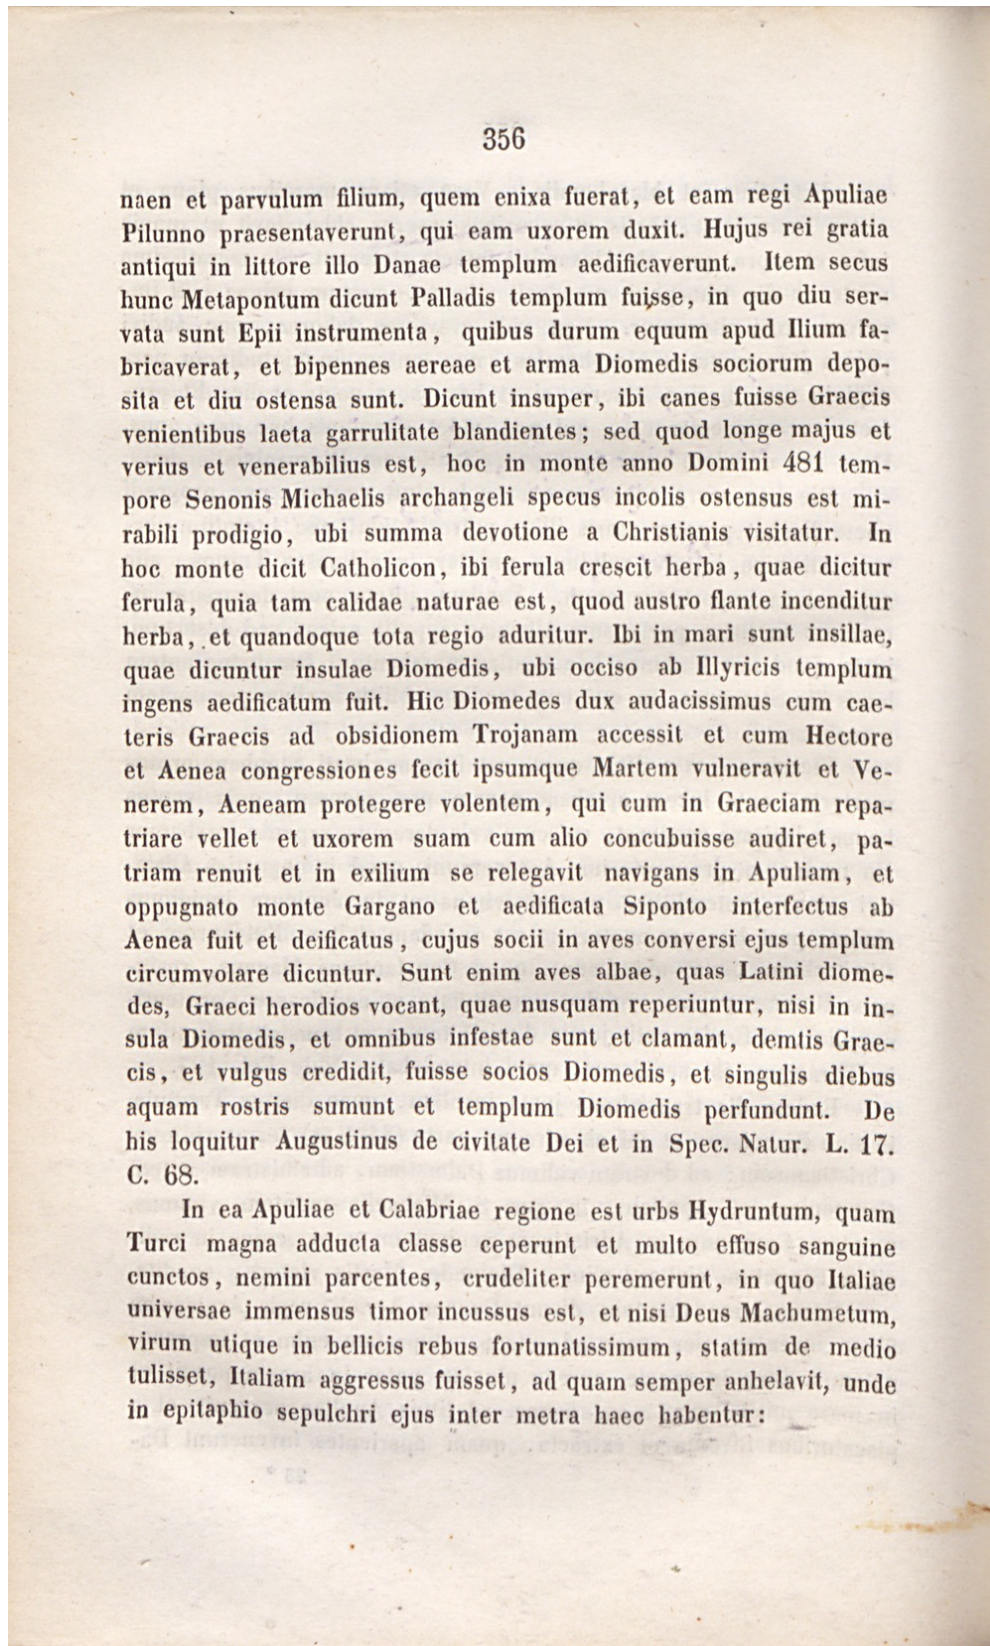 356
naen et parvulum filium, quem enixa fuerat, et eam regi Apuliae
Pilunno praesentaverunt, qui eam uxorem duxit. Hujus rei gratia
antiqui in littore illo Danae templum aedificaverunt. Item secus
hunc Metapontum dicunt Palladis templum fuisse, in quo diu ser-
vata sunt Epii instrumenta, quibus durum equum apud Ilium fa-
bricaverat, et bipennes aereae et arma Diomedis sociorum depo-
sita et diu ostensa sunt. Dicunt insuper, ibi canes fuisse Graecis
venientibus laeta garrulitate blandientes; sed quod longe majus et
verius et venerabilius est, hoc in monte anno Domini 481 tem-
pore Senonis Michaelis archangeli specus incolis ostensus est mi-
rabili prodigio, ubi summa devotione a Christianis visitatur. In
hoc monte dicit Catholicon, ibi ferula crescit herba, quae dicitur
ferula, quia tam calidae naturae est, quod austro flante incenditur
herba, et quandoque tota regio aduritur. Ibi in mari sunt insillae,
quae dicuntur insulae Diomedis, ubi occiso ab Illyricis templum
ingens aedificatum fuit. Hic Diomedes dux audacissimus cum cae-
teris Graecis ad obsidionem Trojanam accessit et cum Hectore
et Aenea congressiones fecit ipsumque Martem vulneravit et Ve-
nerem, Aeneam protegere volentem, qui cum in Graeciam repa-
triare vellet et uxorem suam cum alio concubuisse audiret, pa-
triam renuit et in exilium se relegavit navigans in Apuliam, et
oppugnato monte Gargano et aedificata Siponto interfectus ab
Aenea fuit et deificatus, cujus socii in aves conversi ejus templum
circumvolare dicuntur. Sunt enim aves albae, quas Latini diome-
des, Graeci herodios vocant, quae nusquam reperiuntur, nisi in in-
sula Diomedis, et omnibus infestae sunt et clamant, demtis Grae-
cis, et vulgus credidit, fuisse socios Diomedis, et singulis diebus
aquam rostris sumunt et templum Diomedis perfundunt. De
his loquitur Augustinus de civitate Dei et in Spec. Natur. L. 17.
C. 68.
In ea Apuliae et Calabriae regione est urbs Hydruntum, quam
Turci magna adducta classe ceperunt et multo effuso sanguine
cunctos, nemini parcentes, crudeliter peremerunt, in quo Italiae
universae immensus timor incussus est, et nisi Deus Machumetum,
virum utique in bellicis rebus fortunatissimum, statim de medio
tulisset, Italiam aggressus fuisset, ad quam semper anhelavit, unde
in epitaphio sepulchri ejus inter metra haec habentur: